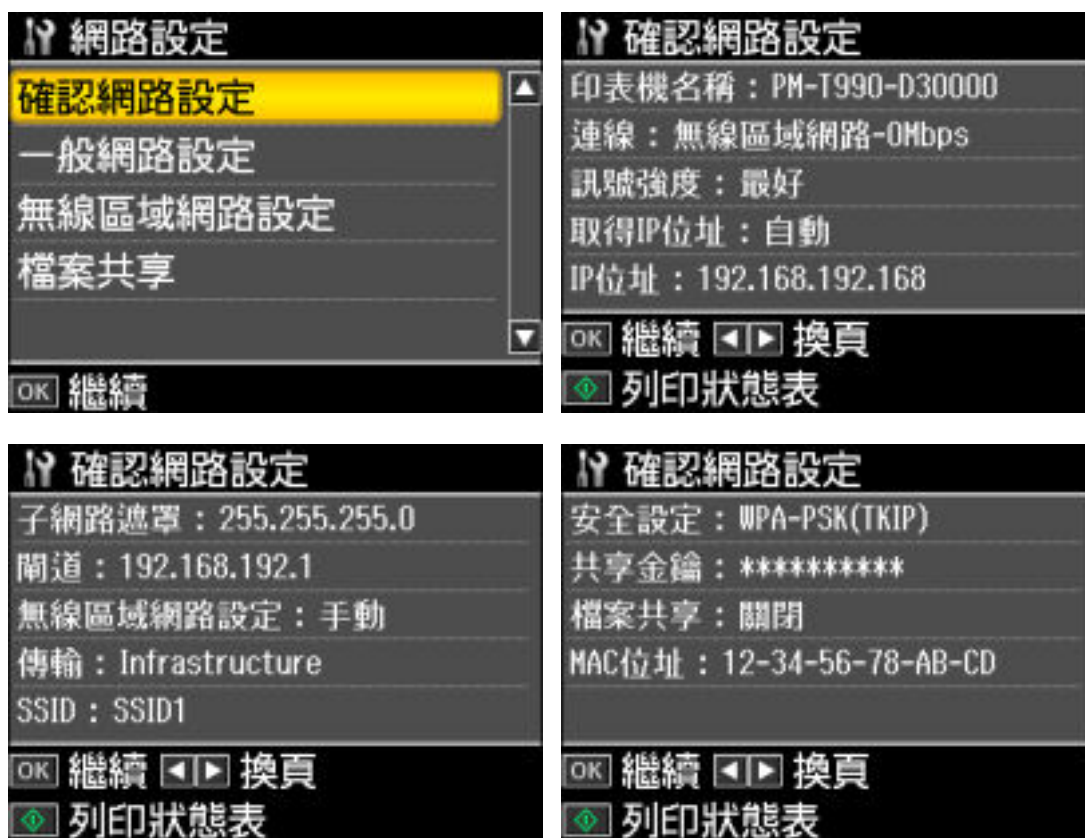 網路設定
確認網路設定
一般網路設定
無線區域網路設定
檔案共享
OK 繼續
確認網路設定
印表機名稱：PM-T990-D30000
連線：無線區域網路-0Mbps
訊號強度：最好
取得IP位址：自動
IP位址：192.168.192.168
OK 繼續 換頁
列印狀態表
確認網路設定
子網路遮罩：255.255.255.0
閘道：192.168.192.1
無線區域網路設定：手動
傳輸：Infrastructure
SSID：SSID1
OK 繼續 換頁
列印狀態表
確認網路設定
安全設定：WPA-PSK(TKIP)
共享金鑰：**********
檔案共享：關閉
MAC位址：12-34-56-78-AB-CD
OK 繼續 換頁
列印狀態表